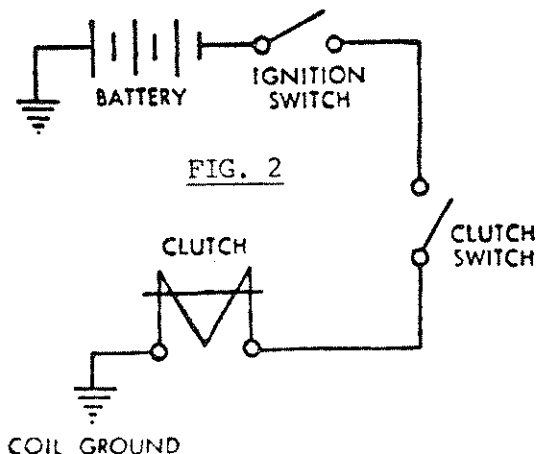 BATTERY
IGNITION
SWITCH
FIG. 2
CLUTCH
SWITCH
CLUTCH
COIL GROUND